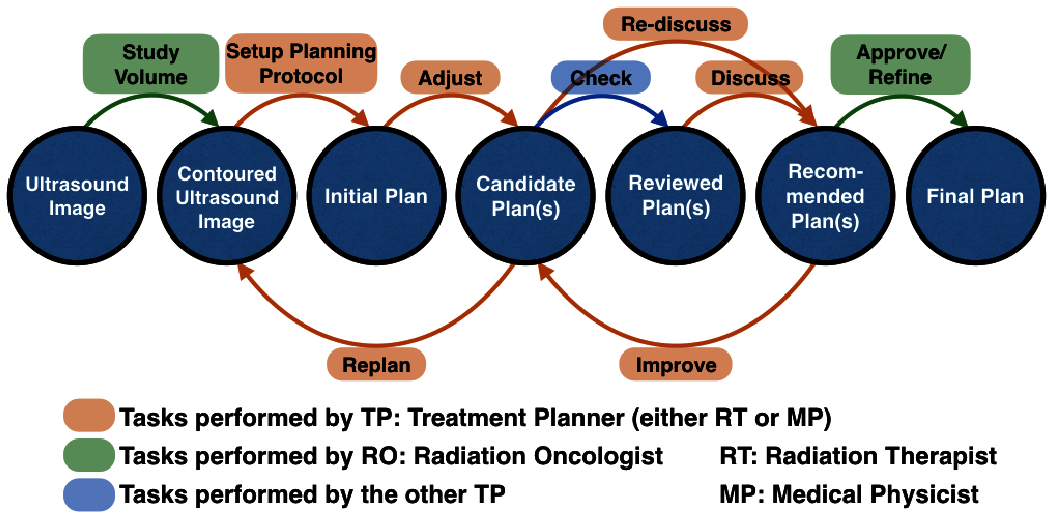 Re-discuss
Study
Volume
Setup Planning
Protocol
Adjust
Check
Discuss
Approve/
Refine
Ultrasound
Image
Contoured
Ultrasound
Image
Initial Plan
Candidate
Plan(s)
Reviewed
Plan(s)
Recom-
mended
Plan(s)
Final Plan
Replan
Improve
Tasks performed by TP: Treatment Planner (either RT or MP)
Tasks performed by RO: Radiation Oncologist
RT: Radiation Therapist
Tasks performed by the other TP
MP: Medical Physicist